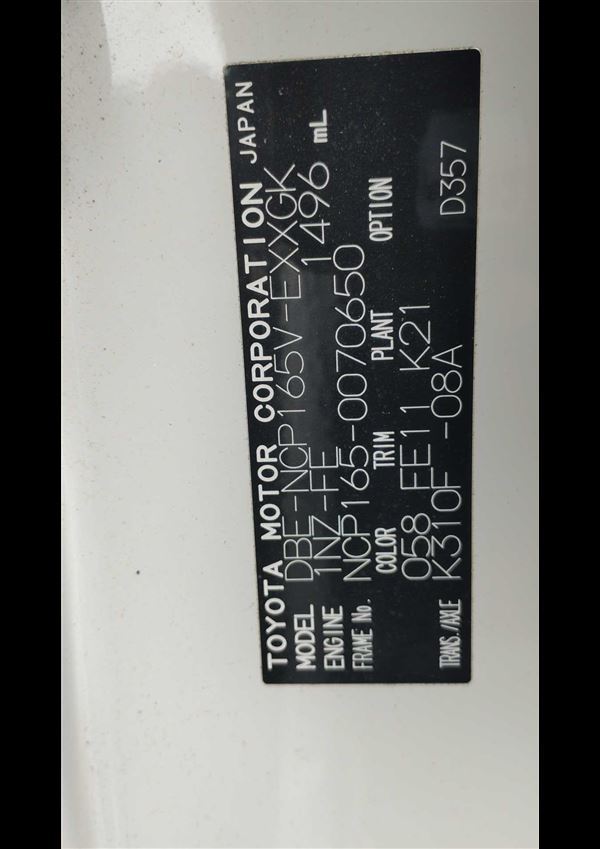 TOYOTA MOTOR CORPORATION JAPAN
MODEL DBE-NCP165V-EXXGK
ENGINE 1NZ-FE 1496 mL
FRAME No. NCP165-0070650
COLOR TRIM PLANT OPTION
058 FE11 K21
TRANS./AXLE K310F -08A D357